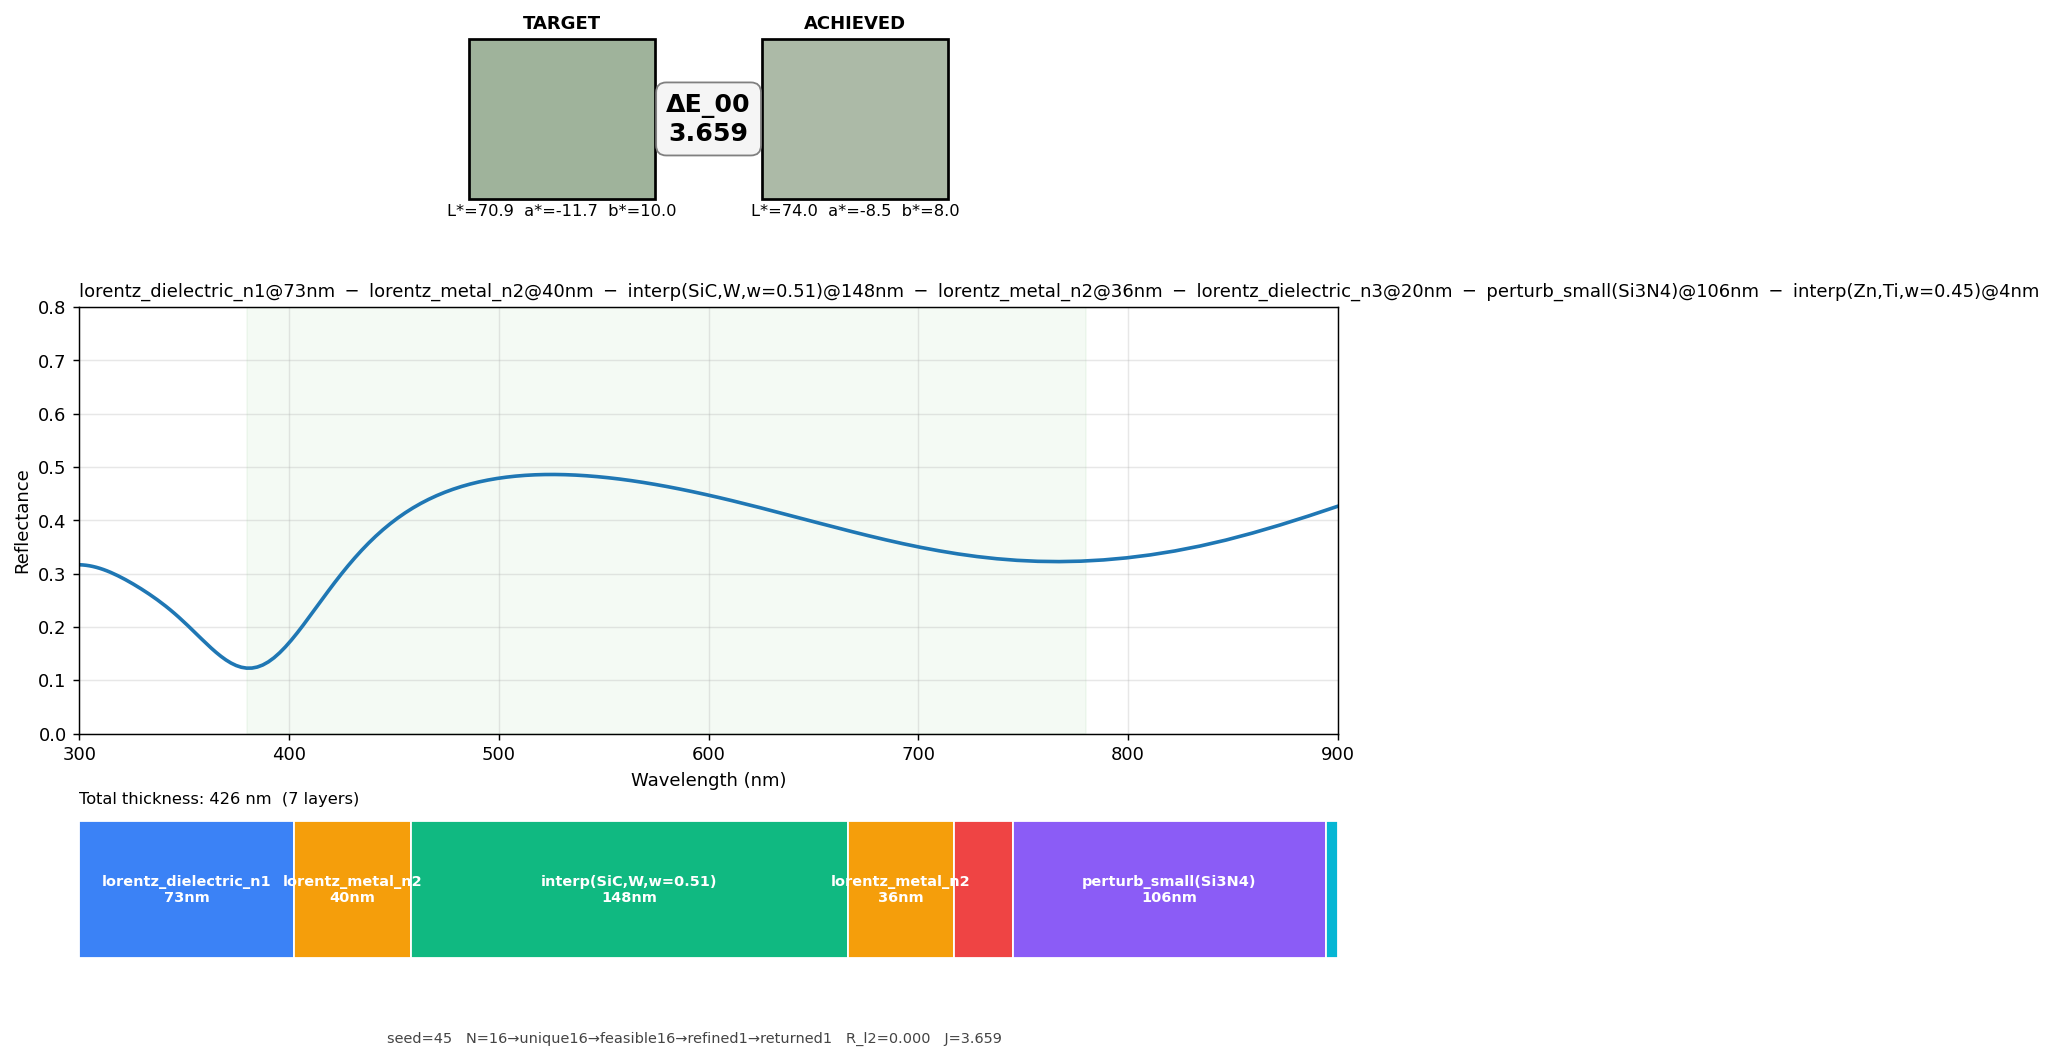 TARGET
ACHIEVED
ΔE_00
3.659
L*=70.9 a*=-11.7 b*=10.0
L*=74.0 a*=-8.5 b*=8.0
lorentz_dielectric_n1@73nm − lorentz_metal_n2@40nm − interp(SiC,W,w=0.51)@148nm − lorentz_metal_n2@36nm − lorentz_dielectric_n3@20nm − perturb_small(Si3N4)@106nm − interp(Zn,Ti,w=0.45)@4nm
0.8
0.7
0.6
0.5
0.4
0.3
0.2
0.1
0.0
Reflectance
300 400 500 600 700 800 900
Wavelength (nm)
Total thickness: 426 nm (7 layers)
lorentz_dielectric_n1
73nm
lorentz_metal_n2
40nm
interp(SiC,W,w=0.51)
148nm
lorentz_metal_n2
36nm
perturb_small(Si3N4)
106nm
seed=45 N=16→unique16→feasible16→refined1→returned1 R_l2=0.000 J=3.659